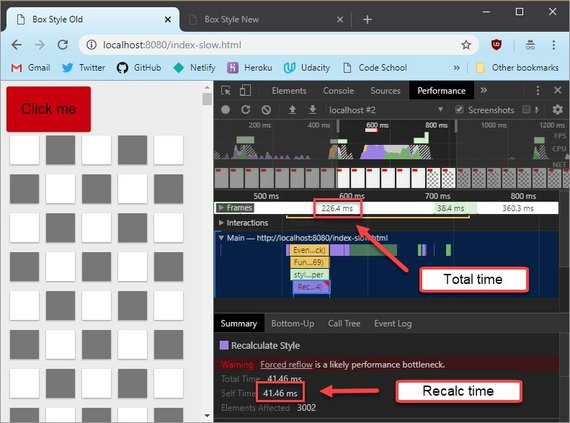 Box Style Old
Box Style New
localhost:8080/index-slow.html
Gmail
Twitter
GitHub
Netlify
Heroku
Udacity
Code School
»
Other bookmarks
Click me
Elements
Console
Sources
Network
Performance
»
localhost #2
Screenshots
200 ms
400 ms
600 ms
800 ms
1000 ms
1200 ms
FPS
CPU
NET
500 ms
600 ms
700 ms
800 ms
Frames
226.4 ms
38.4 ms
360.3 ms
Interactions
Main — http://localhost:8080/index-slow.html
Even...ck)
Fun...69)
styl...per
Rec...4)
Total time
Summary
Bottom-Up
Call Tree
Event Log
Recalculate Style
Warning Forced reflow is a likely performance bottleneck.
Total Time 41.46 ms
Self Time 41.46 ms
Recalc time
Elements Affected 3002